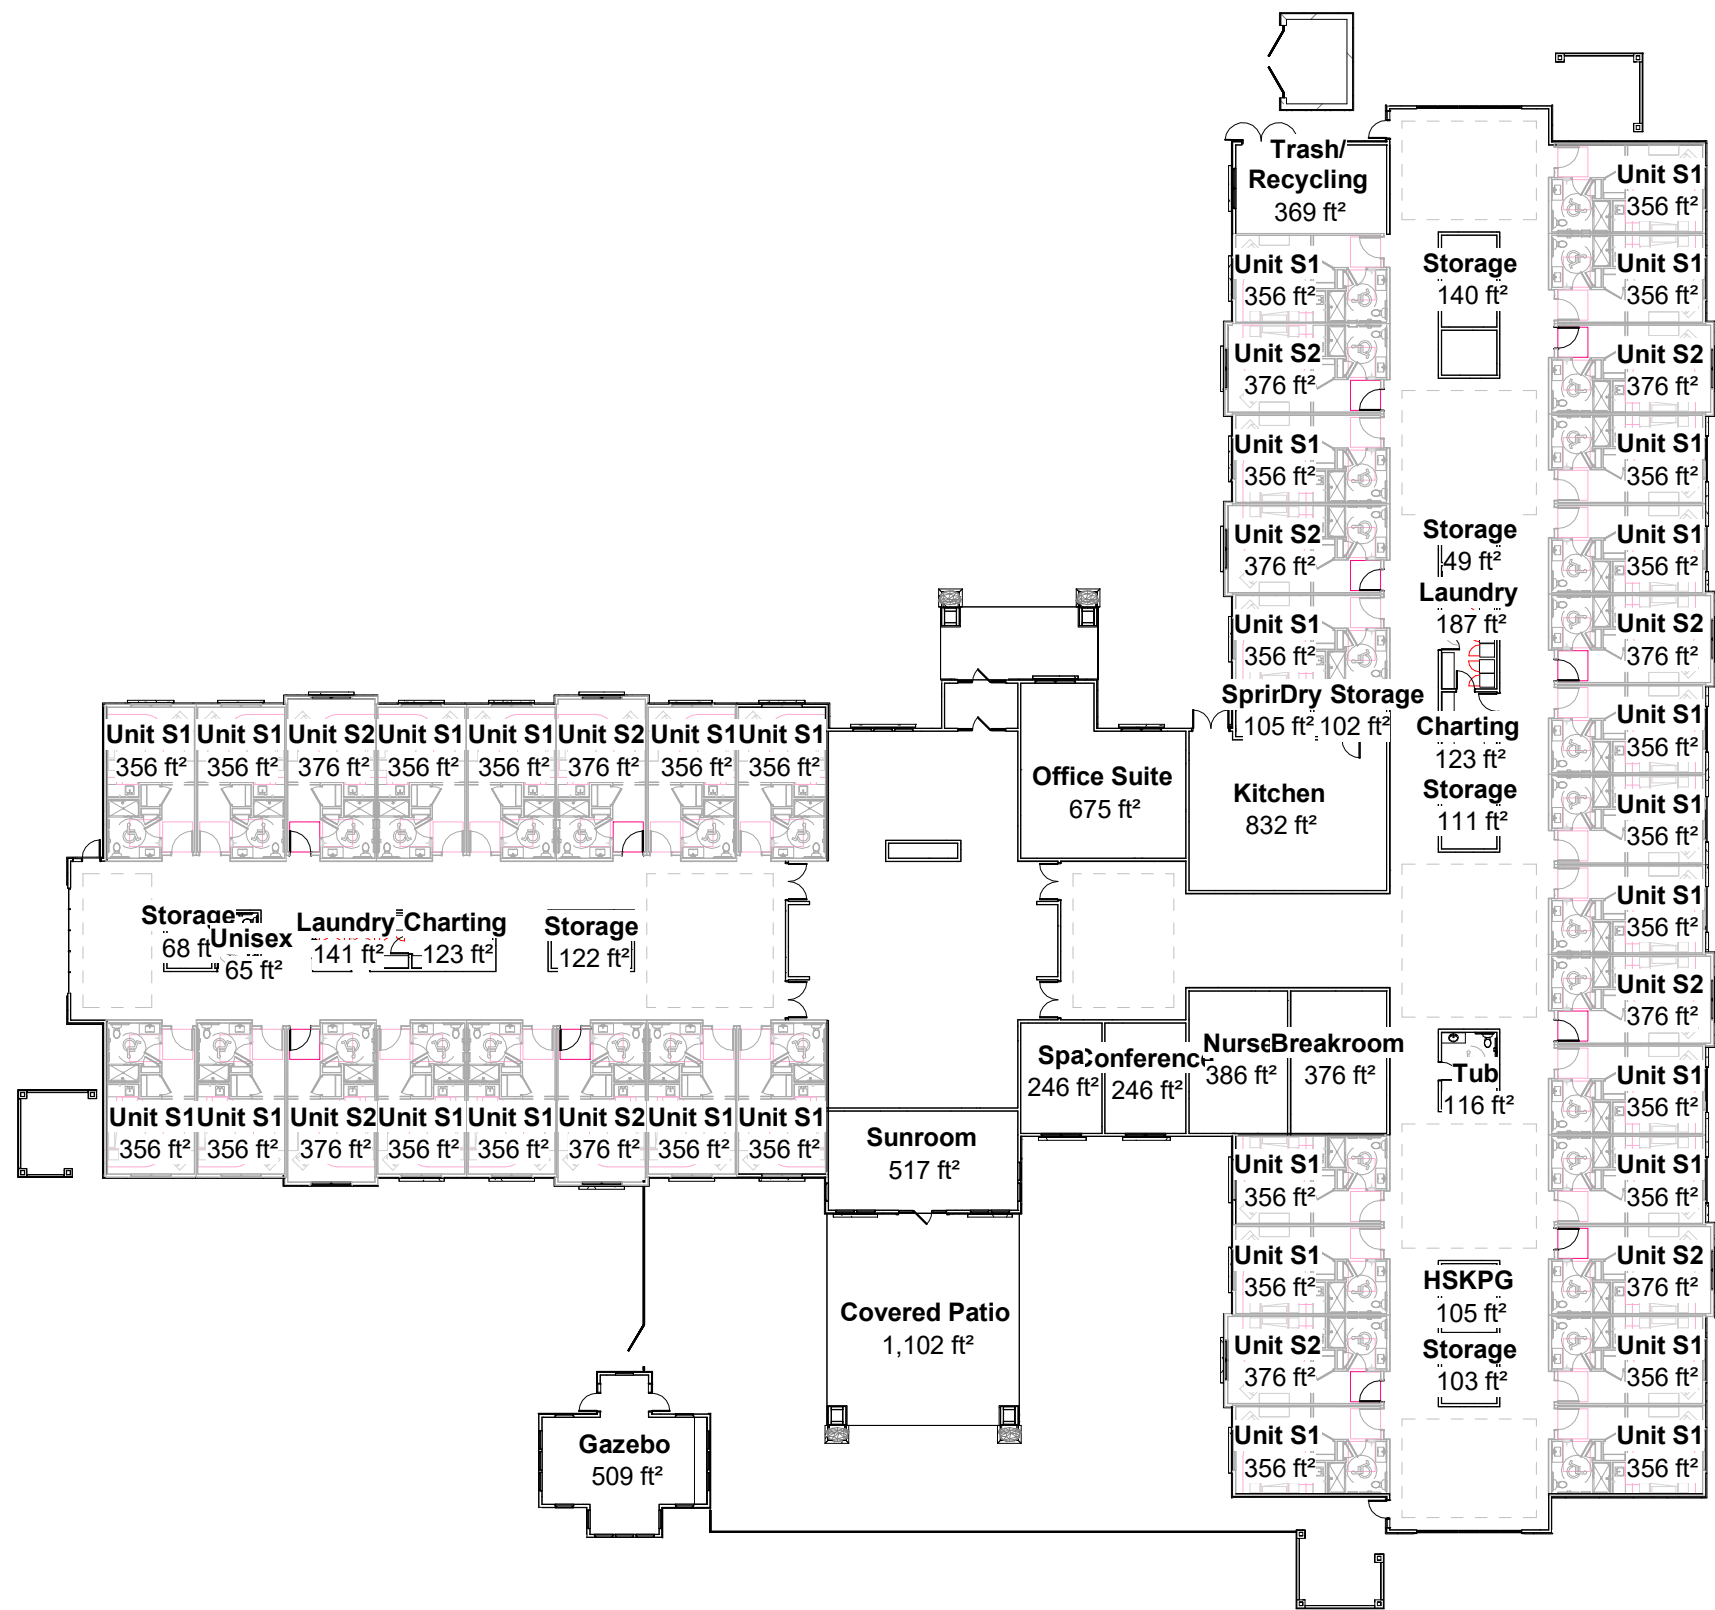 Trash/
Recycling
369 ft²
Unit S1
356 ft²
Unit S1
356 ft²
Storage
140 ft²
Unit S1
356 ft²
Unit S2
376 ft²
Unit S2
376 ft²
Unit S1
356 ft²
Unit S1
356 ft²
Unit S2
376 ft²
Storage
49 ft²
Unit S1
356 ft²
Laundry
187 ft²
Unit S1
356 ft²
Unit S2
376 ft²
Dry Storage
105 ft²
102 ft²
Charting
123 ft²
Unit S1
356 ft²
Unit S1
356 ft²
Unit S1
356 ft²
Unit S2
376 ft²
Unit S1
356 ft²
Unit S1
356 ft²
Unit S2
376 ft²
Unit S1
356 ft²
Unit S1
356 ft²
Office Suite
675 ft²
Kitchen
832 ft²
Storage
111 ft²
Unit S1
356 ft²
Unit S1
356 ft²
Storage
68 ft
Unisex
65 ft²
Laundry
141 ft²
Charting
123 ft²
Storage
122 ft²
Unit S2
376 ft²
Spa
246 ft²
Conference
246 ft²
Nurse
386 ft²
Breakroom
376 ft²
Tub
116 ft²
Unit S1
356 ft²
Unit S1
356 ft²
Unit S1
356 ft²
Unit S2
376 ft²
Unit S1
356 ft²
Unit S1
356 ft²
Unit S2
376 ft²
Unit S1
356 ft²
Unit S1
356 ft²
Sunroom
517 ft²
Unit S1
356 ft²
Unit S1
356 ft²
Unit S1
356 ft²
HSKPG
105 ft²
Unit S2
376 ft²
Covered Patio
1,102 ft²
Unit S2
376 ft²
Storage
103 ft²
Unit S1
356 ft²
Gazebo
509 ft²
Unit S1
356 ft²
Unit S1
356 ft²